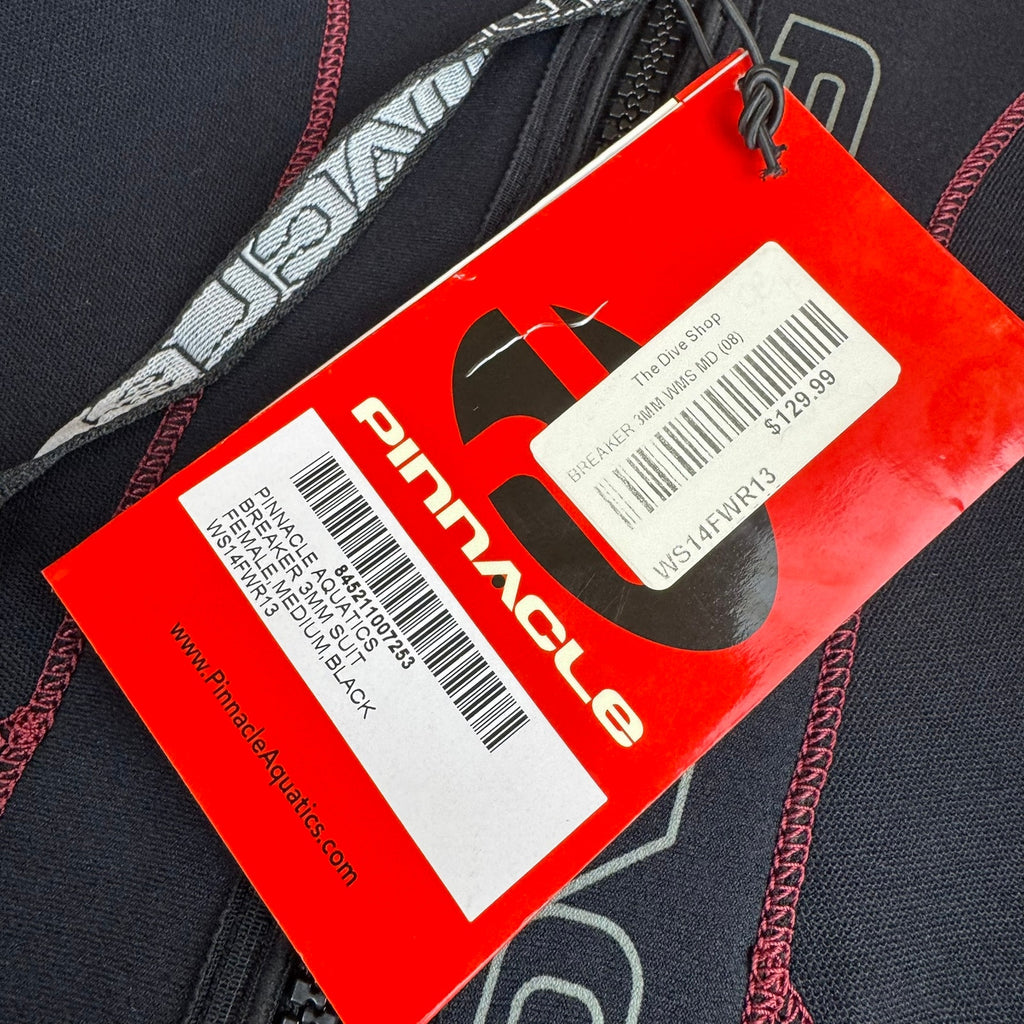 The Dive Shop
BREAKER 3MM WMS MD (08)
$129.99
WS14FWR13
PINNACLE
845211007253
PINNACLE AQUATICS
BREAKER 3MM SUIT
FEMALE,MEDIUM,BLACK
WS14FWR13
www.PinnacleAquatics.com